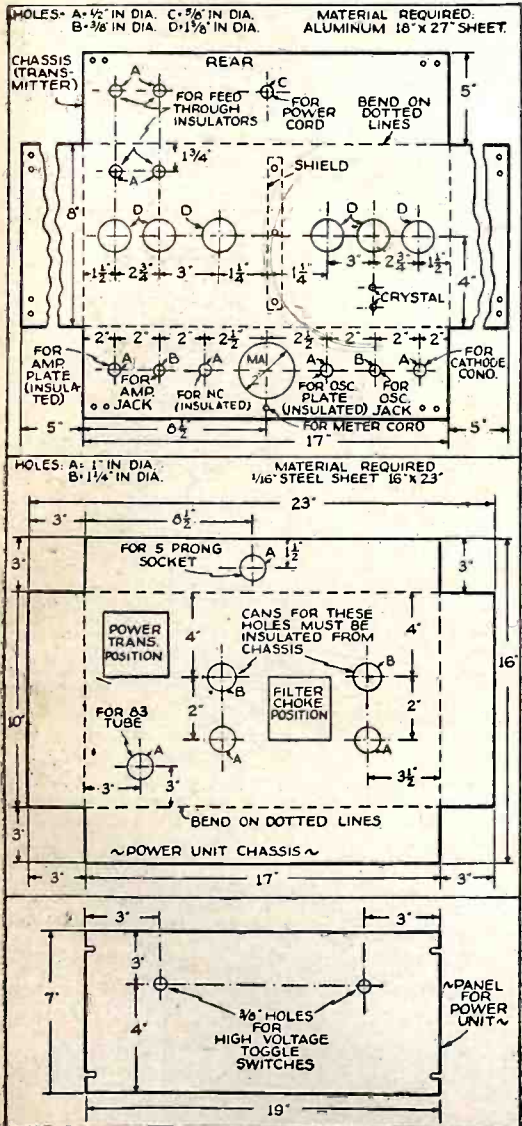 HOLES: A=1/2" IN DIA. C=5/8" IN DIA.
B=3/8" IN DIA. D=1 3/8" IN DIA.
MATERIAL REQUIRED:
ALUMINUM 18" X 27" SHEET.
CHASSIS
(TRANS-
MITTER)
REAR
A
C
FOR FEED
THROUGH
INSULATORS
FOR
POWER
CORD
BEND ON
DOTTED
LINES
5"
1 3/4"
A
SHIELD
8"
D
D
D
D
1 1/2"
2 3/4"
3"
1 1/4"
1 1/4"
3"
2 3/4"
1 1/2"
4"
CRYSTAL
2"
2"
2"
2 1/2"
2 1/2"
2"
2"
2"
FOR
AMP.
PLATE
(INSULA-
TED)
A
B
A
MA
2"
A
B
A
FOR
AMP.
JACK
FOR NC
(INSULATED)
FOR OSC.
PLATE
(INSULATED)
FOR
OSC.
JACK
FOR
CATHODE
COND.
FOR METER CORD
5"
8 1/2"
17"
5"
HOLES: A= 1" IN DIA.
B= 1 1/4" IN DIA.
MATERIAL REQUIRED
1/16" STEEL SHEET 16" X 23"
23"
3"
8 1/2"
3"
FOR 5 PRONG
SOCKET
A
1 1/2"
3"
POWER
TRANS.
POSITION
4"
CANS FOR THESE
HOLES MUST BE
INSULATED FROM
CHASSIS
4"
16"
B
B
10"
FILTER
CHOKE
POSITION
2"
2"
FOR 83
TUBE
A
A
A
3"
3"
3 1/2"
BEND ON DOTTED LINES
3"
~POWER UNIT CHASSIS~
3"
17"
3"
3"
3"
3"
7"
4"
3/8" HOLES
FOR
HIGH VOLTAGE
TOGGLE
SWITCHES
~PANEL
FOR
POWER
UNIT~
19"